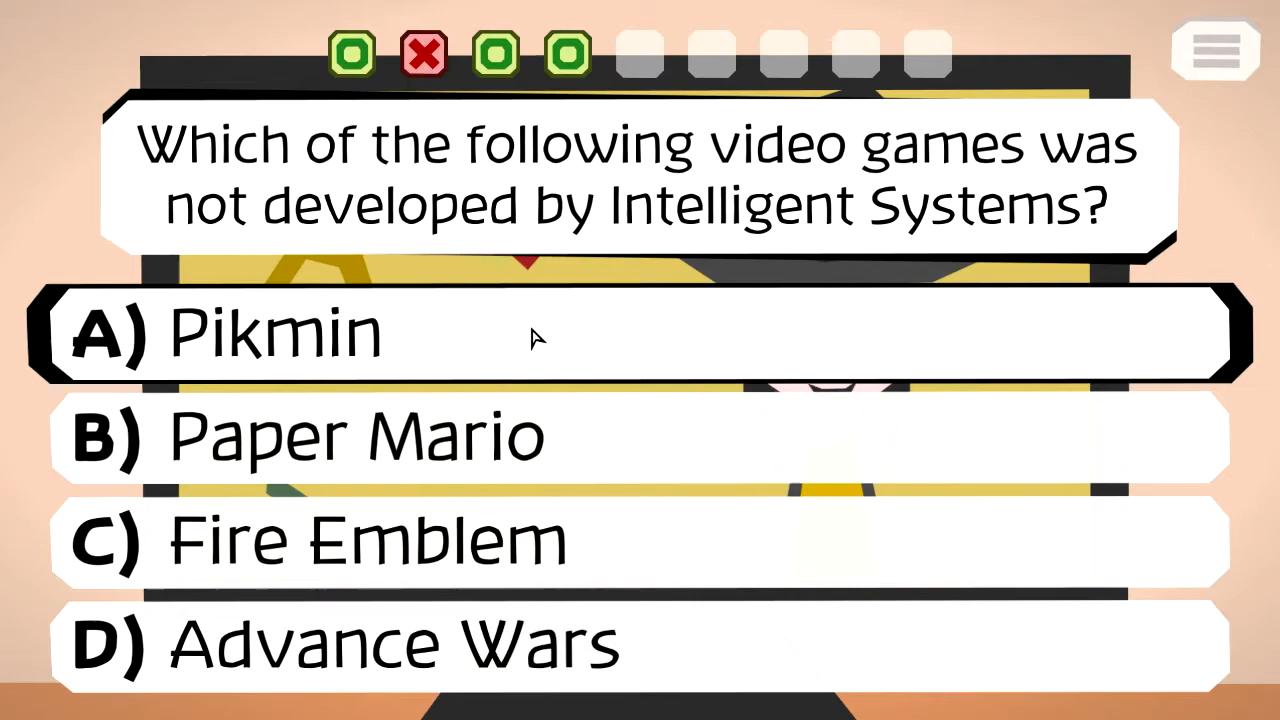 Which of the following video games was
not developed by Intelligent Systems?
A) Pikmin
B) Paper Mario
C) Fire Emblem
D) Advance Wars